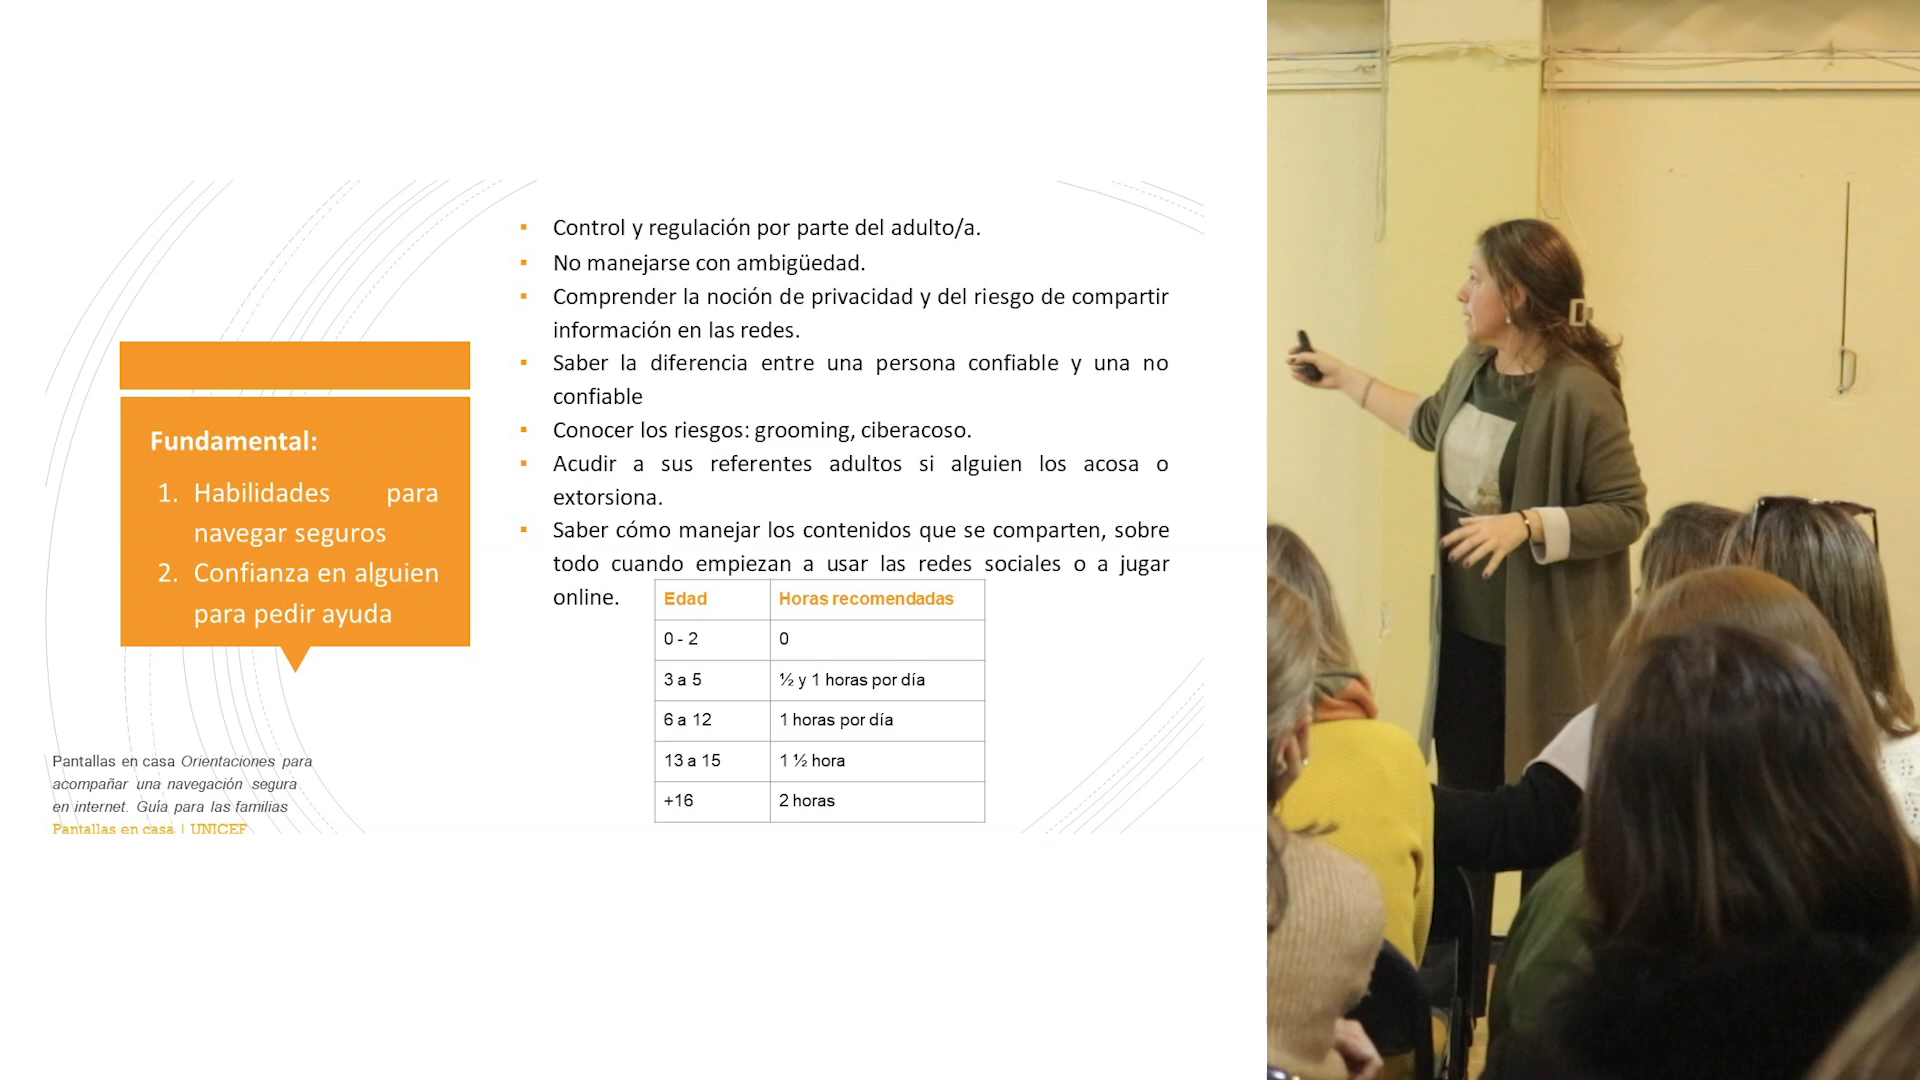 Fundamental:
1. Habilidades para
navegar seguros
2. Confianza en alguien
para pedir ayuda
Pantallas en casa Orientaciones para
acompañar una navegación segura
en internet. Guía para las familias
Pantallas en casa | UNICEF
▪ Control y regulación por parte del adulto/a.
▪ No manejarse con ambigüedad.
▪ Comprender la noción de privacidad y del riesgo de compartir
información en las redes.
▪ Saber la diferencia entre una persona confiable y una no
confiable
▪ Conocer los riesgos: grooming, ciberacoso.
▪ Acudir a sus referentes adultos si alguien los acosa o
extorsiona.
▪ Saber cómo manejar los contenidos que se comparten, sobre
todo cuando empiezan a usar las redes sociales o a jugar
online.
Edad Horas recomendadas
0 - 2 0
3 a 5 ½ y 1 horas por día
6 a 12 1 horas por día
13 a 15 1 ½ hora
+16 2 horas